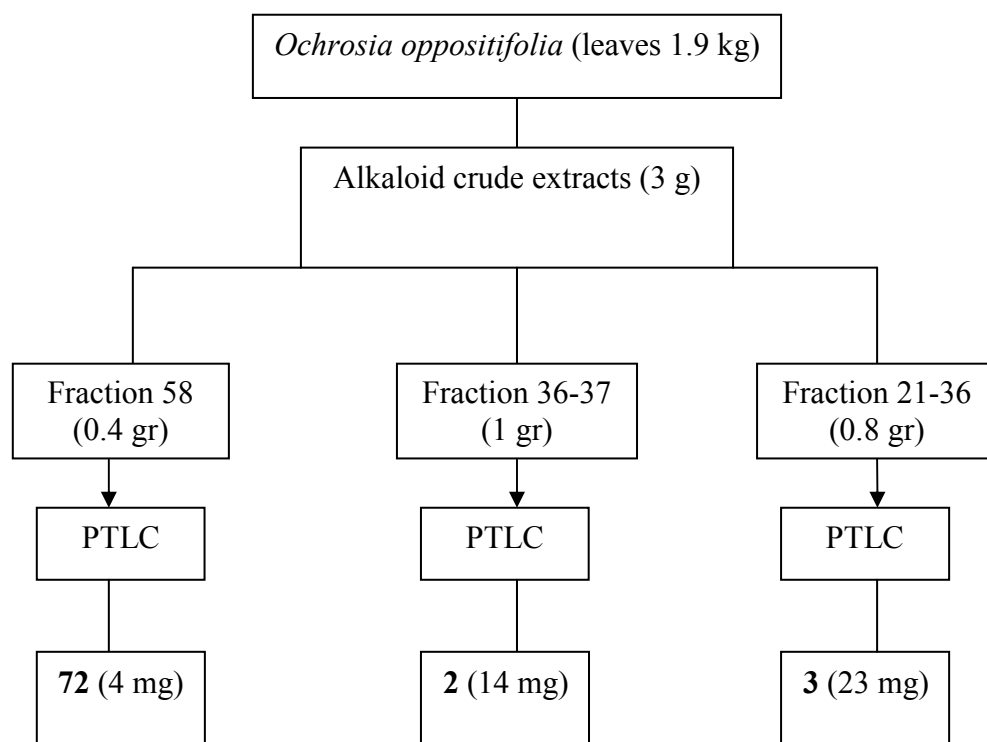 Ochrosia oppositifolia (leaves 1.9 kg)
Alkaloid crude extracts (3 g)
Fraction 58
(0.4 gr)
Fraction 36-37
(1 gr)
Fraction 21-36
(0.8 gr)
PTLC
PTLC
PTLC
72 (4 mg)
2 (14 mg)
3 (23 mg)